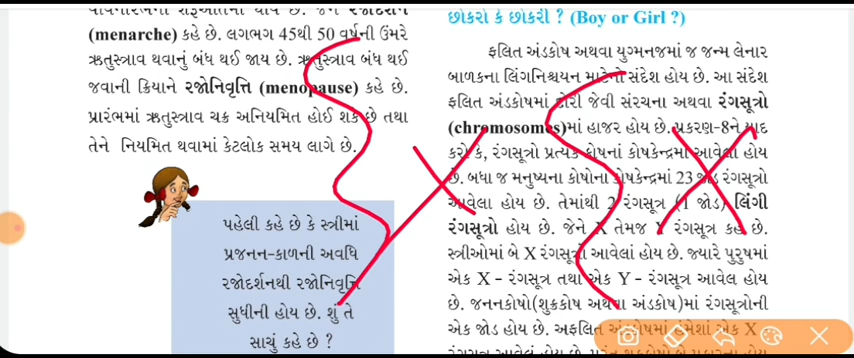 (menarche) કહે છે. લગભગ 45થી 50 વર્ષની ઉંમરે
ઋતુસ્ત્રાવ થવાનું બંધ થઈ જાય છે. ઋતુસ્ત્રાવ બંધ થઈ
જવાની ક્રિયાને રજોનિવૃત્તિ (menopause) કહે છે.
પ્રારંભમાં ઋતુસ્ત્રાવ ચક્ર અનિયમિત હોઈ શકે છે તથા
તેને નિયમિત થવામાં કેટલોક સમય લાગે છે.
પહેલી કહે છે કે સ્ત્રીમાં
પ્રજનન-કાળની અવધિ
રજોદર્શનથી રજોનિવૃત્તિ
સુધીની હોય છે. શું તે
સાચું કહે છે ?
છોકરો કે છોકરી ? (Boy or Girl ?)
ફલિત અંડકોષ અથવા યુગ્મનજમાં જ જન્મ લેનાર
બાળકના લિંગનિશ્ચયન માટેનો સંદેશ હોય છે. આ સંદેશ
ફલિત અંડકોષમાં દોરી જેવી સંરચના અથવા રંગસૂત્રો
(chromosomes)માં હાજર હોય છે. પ્રકરણ-8ને યાદ
કરો કે, રંગસૂત્રો પ્રત્યેક કોષનાં કોષકેન્દ્રમાં આવેલા હોય
છે. બધા જ મનુષ્યના કોષોના કોષકેન્દ્રમાં 23 જોડ રંગસૂત્રો
આવેલા હોય છે. તેમાંથી 2 રંગસૂત્ર (1 જોડ) લિંગી
રંગસૂત્રો હોય છે. જેને X તેમજ Y રંગસૂત્ર કહે છે.
સ્ત્રીઓમાં બે X રંગસૂત્રો આવેલાં હોય છે. જ્યારે પુરુષમાં
એક X - રંગસૂત્ર તથા એક Y - રંગસૂત્ર આવેલ હોય
છે. જનનકોષો(શુક્રકોષ અથવા અંડકોષ)માં રંગસૂત્રોની
એક જોડ હોય છે. અફલિત અંડકોષમાં હંમેશાં એક X